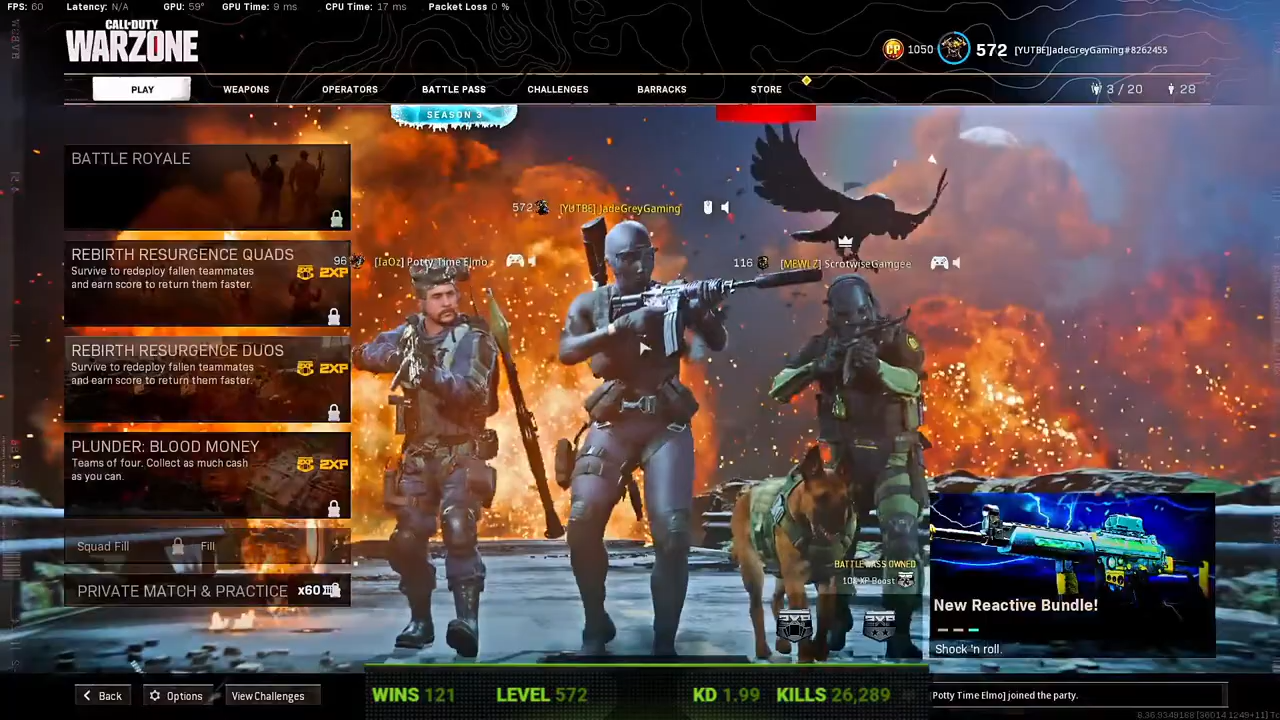 FPS: 60 Latency: N/A GPU: 59° GPU Time: 9 ms CPU Time: 17 ms Packet Loss 0 %
CALL OF DUTY
WARZONE
CP 1050 572 [YUTBE]JadeGreyGaming#8262455
PLAY WEAPONS OPERATORS BATTLE PASS CHALLENGES BARRACKS STORE 3 / 20 28
SEASON 3
BATTLE ROYALE
572 [YUTBE] JadeGreyGaming
REBIRTH RESURGENCE QUADS
Survive to redeploy fallen teammates
and earn score to return them faster.
2XP
96 [IaOz] Potty Time Elmo
116 [MEWLZ] ScrotwiseGamgee
REBIRTH RESURGENCE DUOS
Survive to redeploy fallen teammates
and earn score to return them faster.
2XP
PLUNDER: BLOOD MONEY
Teams of four. Collect as much cash
as you can.
2XP
Squad Fill Fill
PRIVATE MATCH & PRACTICE x60
BATTLE PASS OWNED
10% XP Boost
2XP 2XP
New Reactive Bundle!
Shock 'n roll.
Back Options View Challenges
WINS 121 LEVEL 572 KD 1.99 KILLS 26,289
Potty Time Elmo] joined the party.